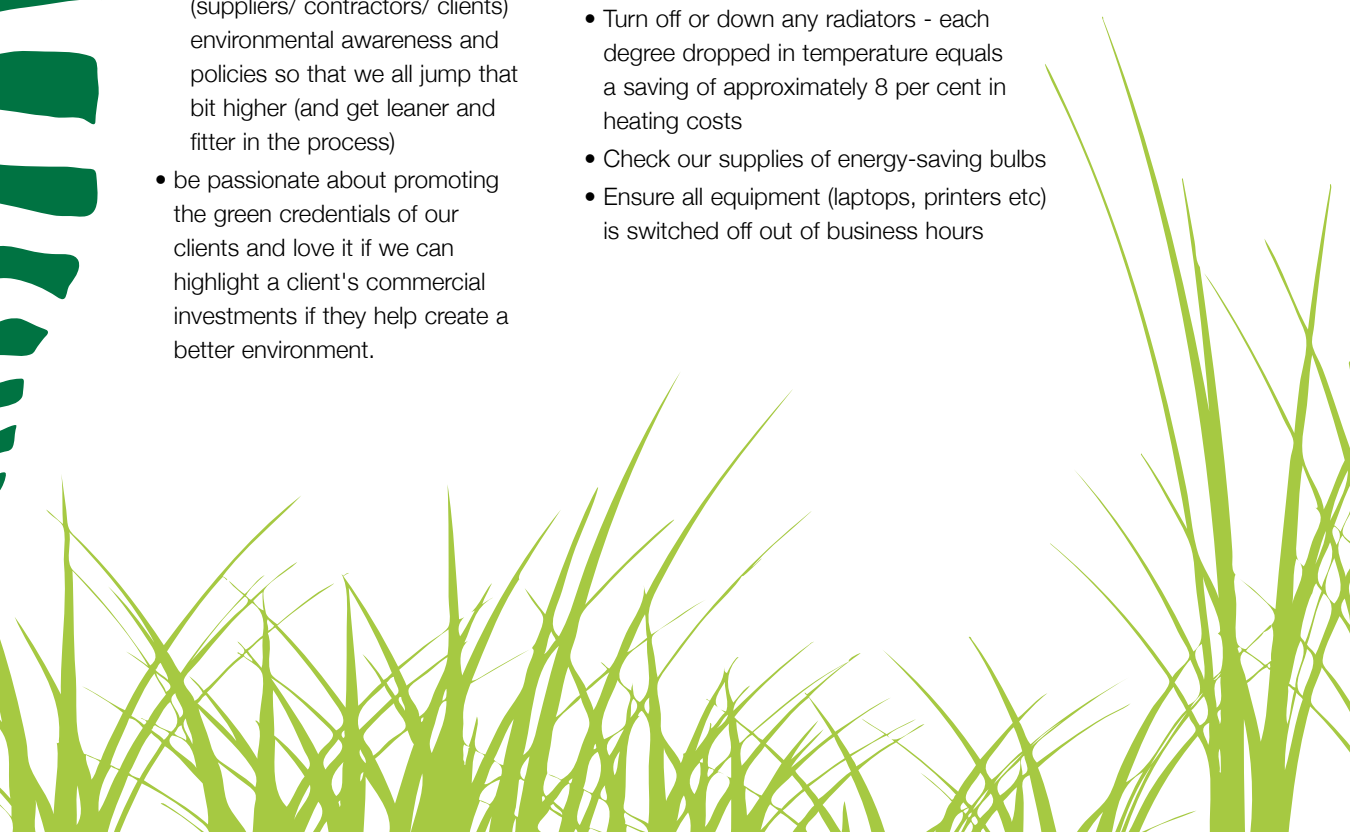 (suppliers/ contractors/ clients)
environmental awareness and
policies so that we all jump that
bit higher (and get leaner and
fitter in the process)
• be passionate about promoting
the green credentials of our
clients and love it if we can
highlight a client's commercial
investments if they help create a
better environment.
• Turn off or down any radiators - each
degree dropped in temperature equals
a saving of approximately 8 per cent in
heating costs
• Check our supplies of energy-saving bulbs
• Ensure all equipment (laptops, printers etc)
is switched off out of business hours